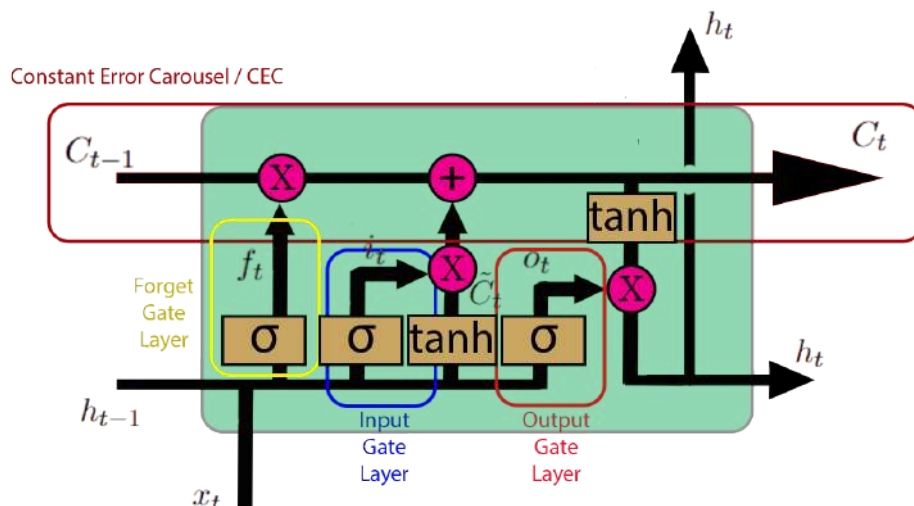 h_t
Constant Error Carousel / CEC
C_{t-1}
C_t
X
+
tanh
f_t
i_t
X
C̃_t
o_t
X
Forget
Gate
Layer
σ
σ
tanh
σ
h_t
h_{t-1}
Input
Gate
Layer
Output
Gate
Layer
x_t